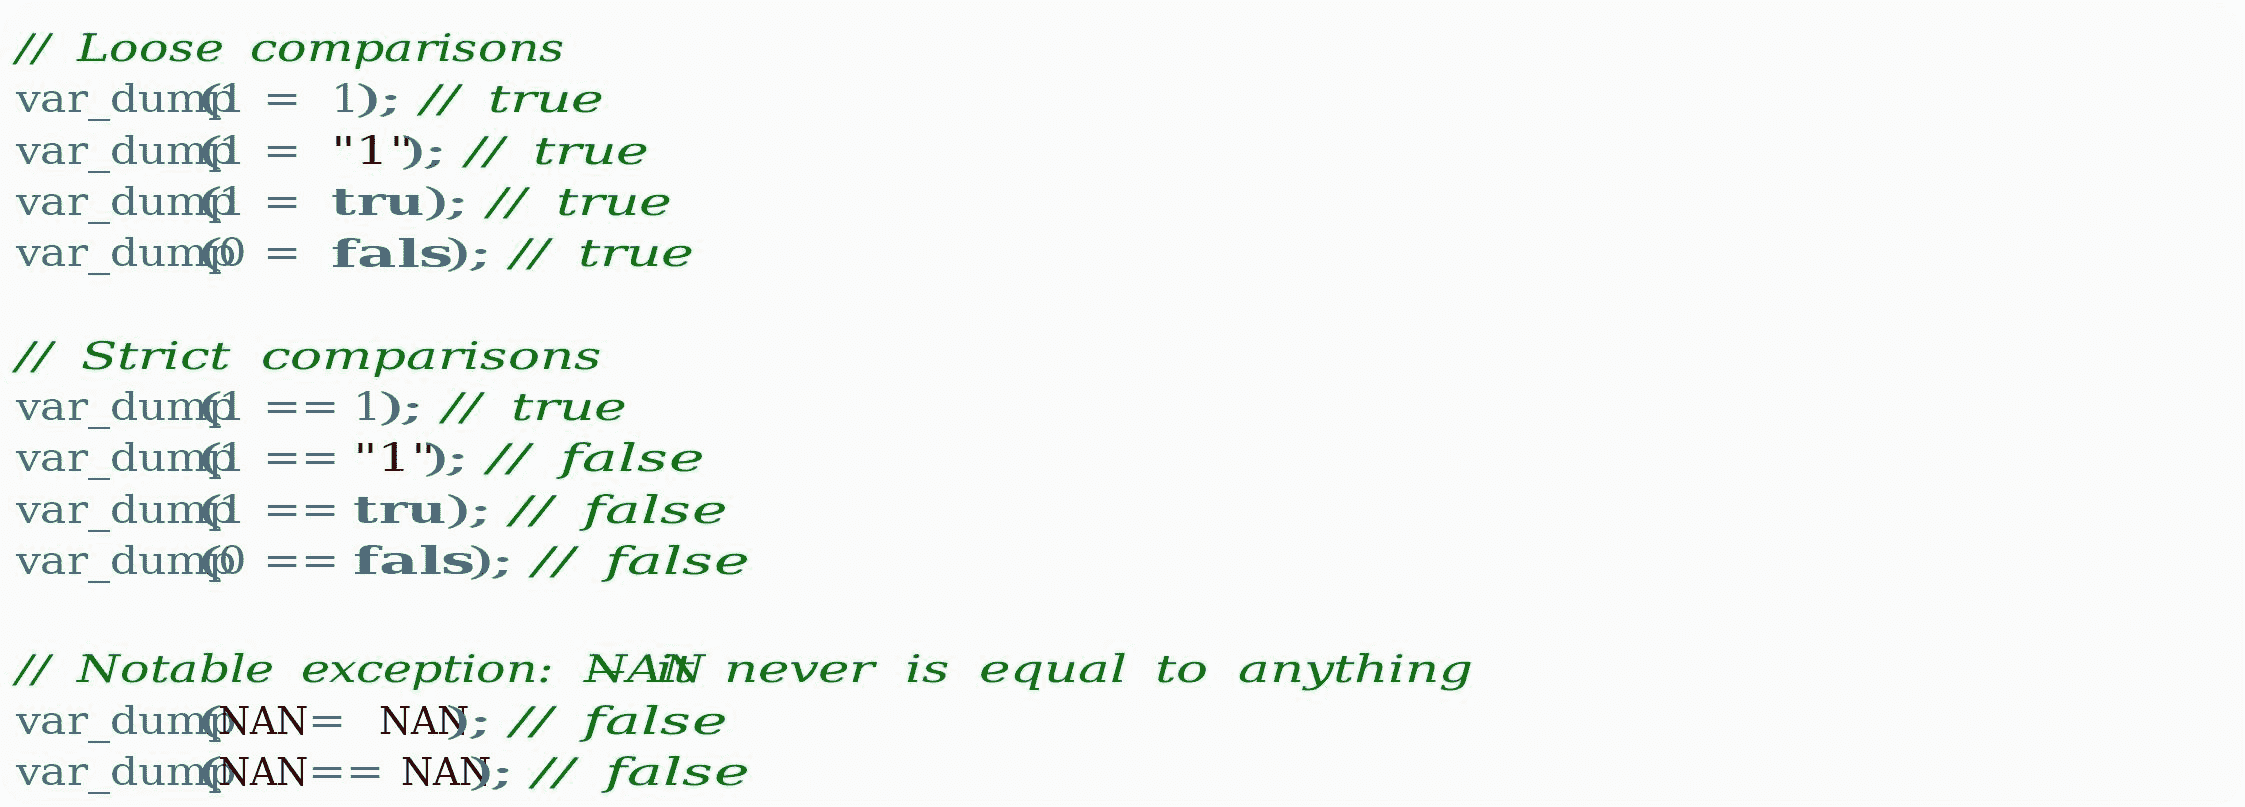 // Loose comparisons
var_dump(1 = 1); // true
var_dump(1 = "1"); // true
var_dump(1 = tru); // true
var_dump(0 = fals); // true
// Strict comparisons
var_dump(1 == 1); // true
var_dump(1 == "1"); // false
var_dump(1 == tru); // false
var_dump(0 == fals); // false
// Notable exception: NAN – it never is equal to anything
var_dump(NAN = NAN); // false
var_dump(NAN == NAN); // false